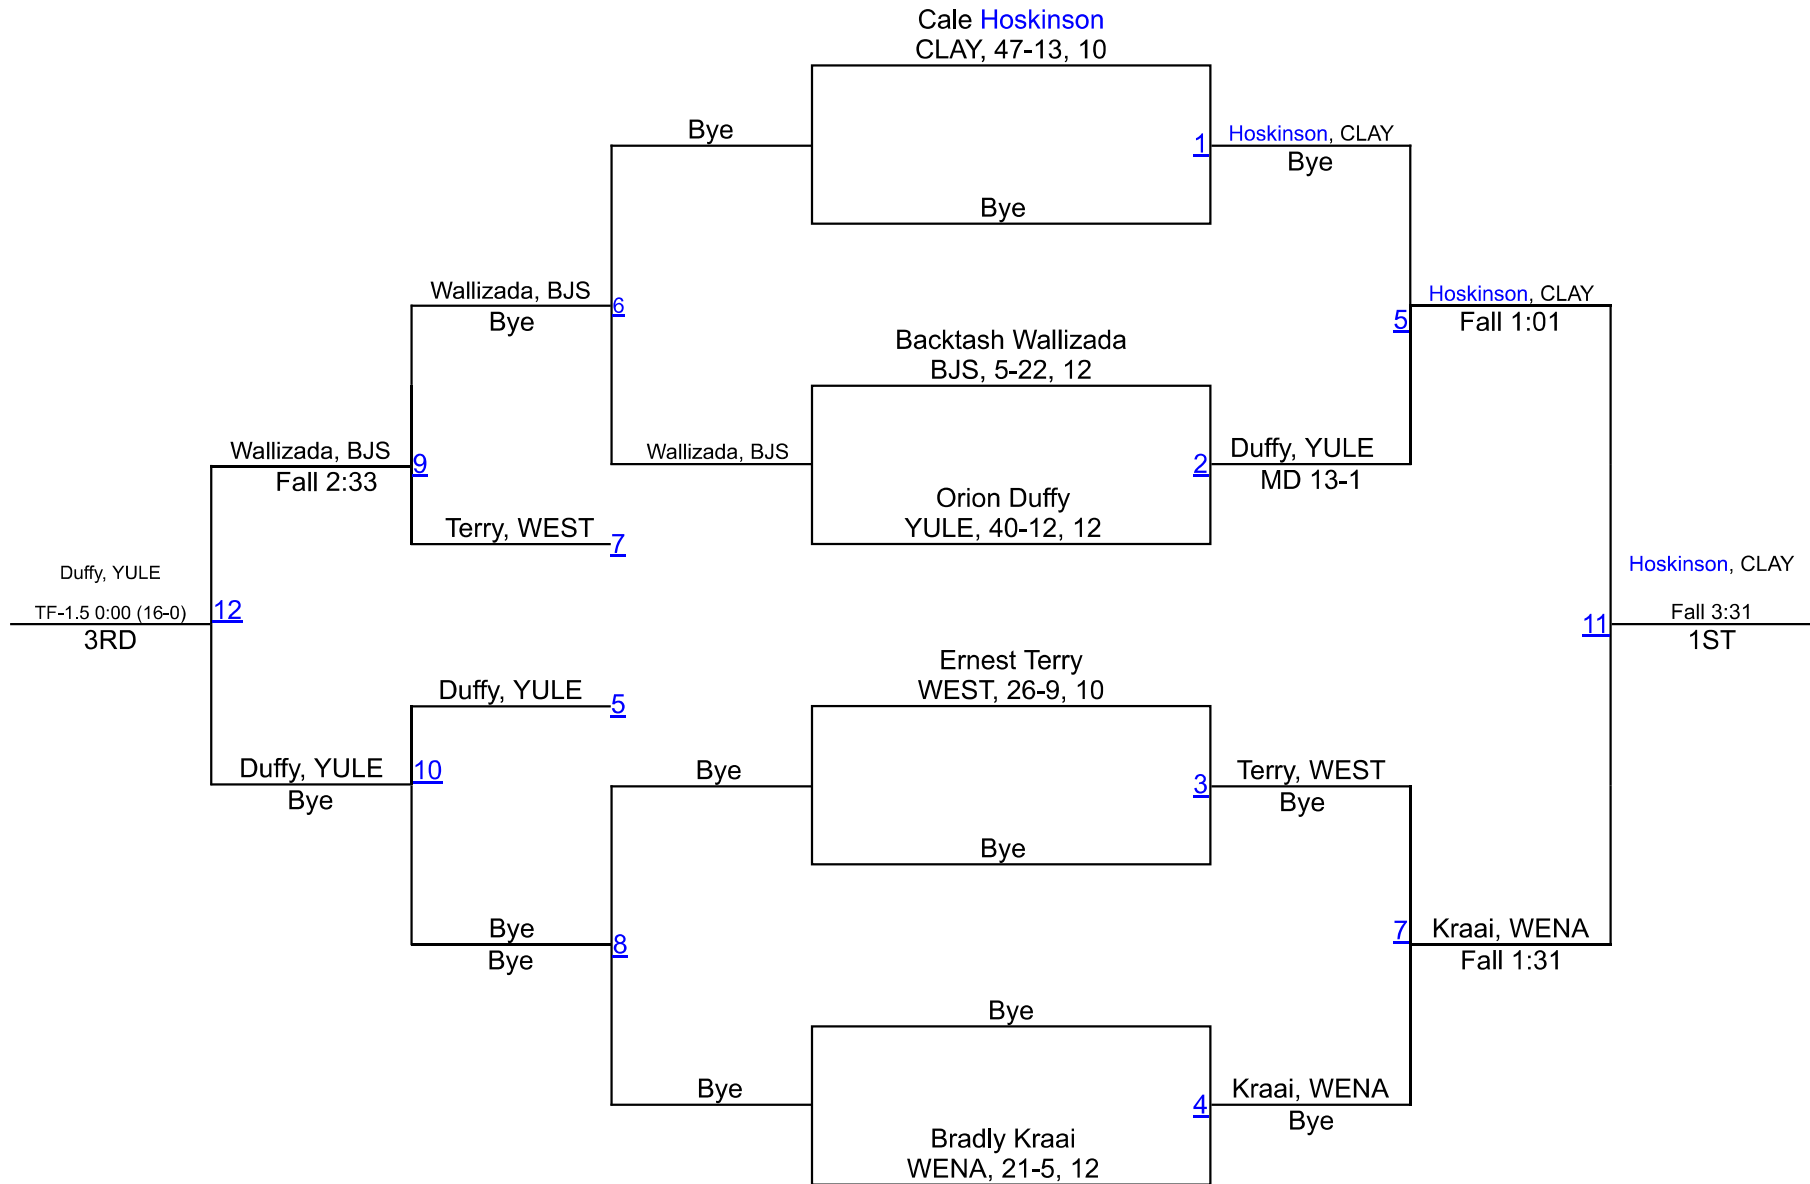 Cale Hoskinson
CLAY, 47-13, 10
Bye
1
Hoskinson, CLAY
Bye
Bye
Wallizada, BJS
Bye
6
Hoskinson, CLAY
5
Fall 1:01
Backtash Wallizada
BJS, 5-22, 12
Wallizada, BJS
Fall 2:33
9
Wallizada, BJS
2
Duffy, YULE
MD 13-1
Orion Duffy
YULE, 40-12, 12
Terry, WEST
7
Duffy, YULE
TF-1.5 0:00 (16-0)
3RD
12
Hoskinson, CLAY
11
Fall 3:31
1ST
Ernest Terry
WEST, 26-9, 10
Duffy, YULE
5
Duffy, YULE
Bye
10
Bye
3
Terry, WEST
Bye
Bye
Bye
Bye
8
7
Kraai, WENA
Fall 1:31
Bye
Bye
4
Kraai, WENA
Bye
Bradly Kraai
WENA, 21-5, 12